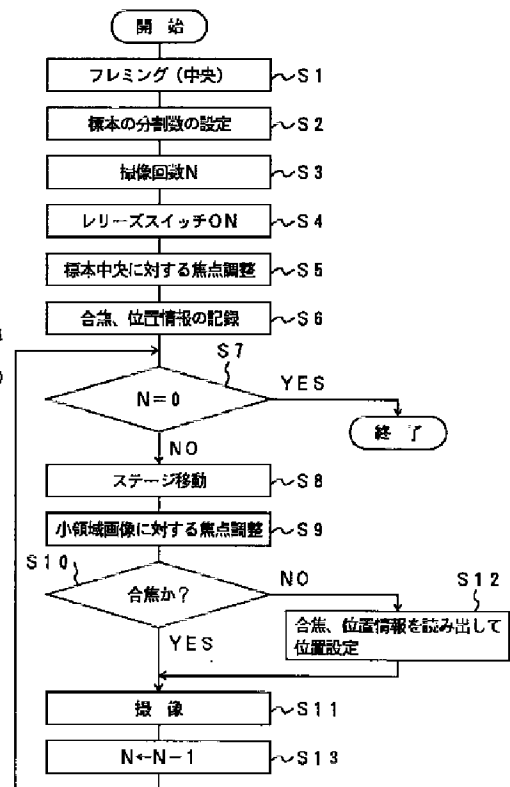 開 始
フレミング（中央）
～S1
標本の分割数の設定
～S2
撮像回数N
～S3
レリーズスイッチON
～S4
標本中央に対する焦点調整
～S5
合焦、位置情報の記録
～S6
S7
N=0
YES
終 了
NO
ステージ移動
～S8
小領域画像に対する焦点調整
～S9
S10
合焦か？
NO
S12
合焦、位置情報を読み出して
位置設定
YES
撮 像
～S11
N←N－1
～S13